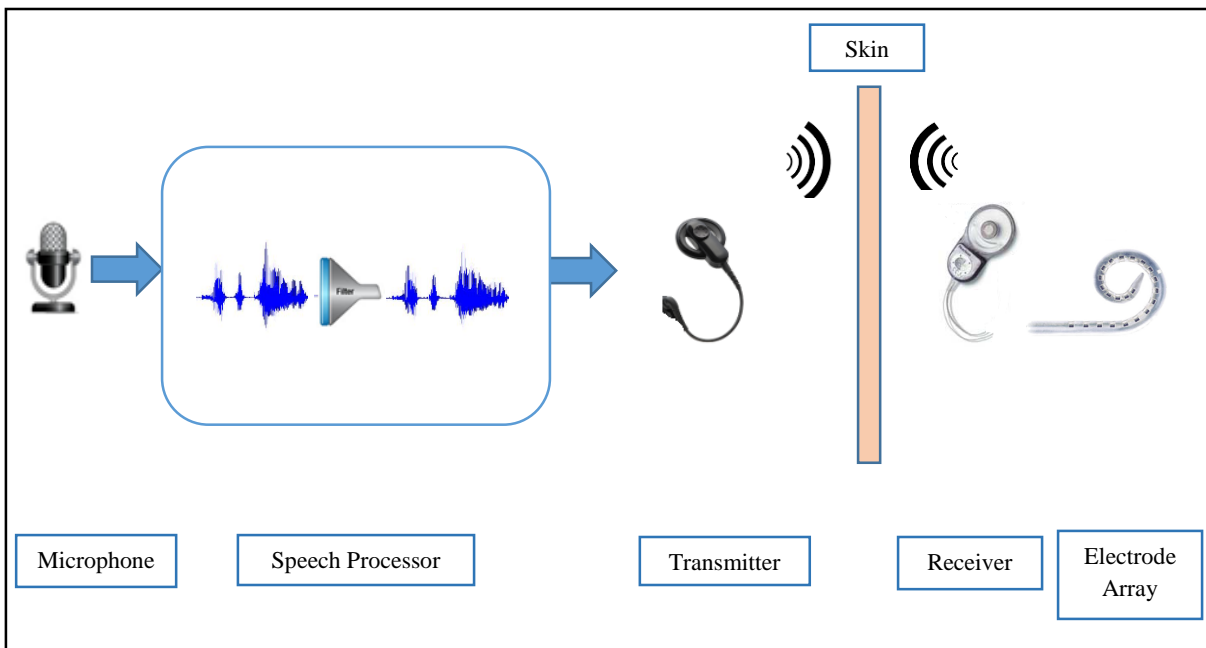 Skin
Filter
Microphone
Speech Processor
Transmitter
Receiver
Electrode
Array